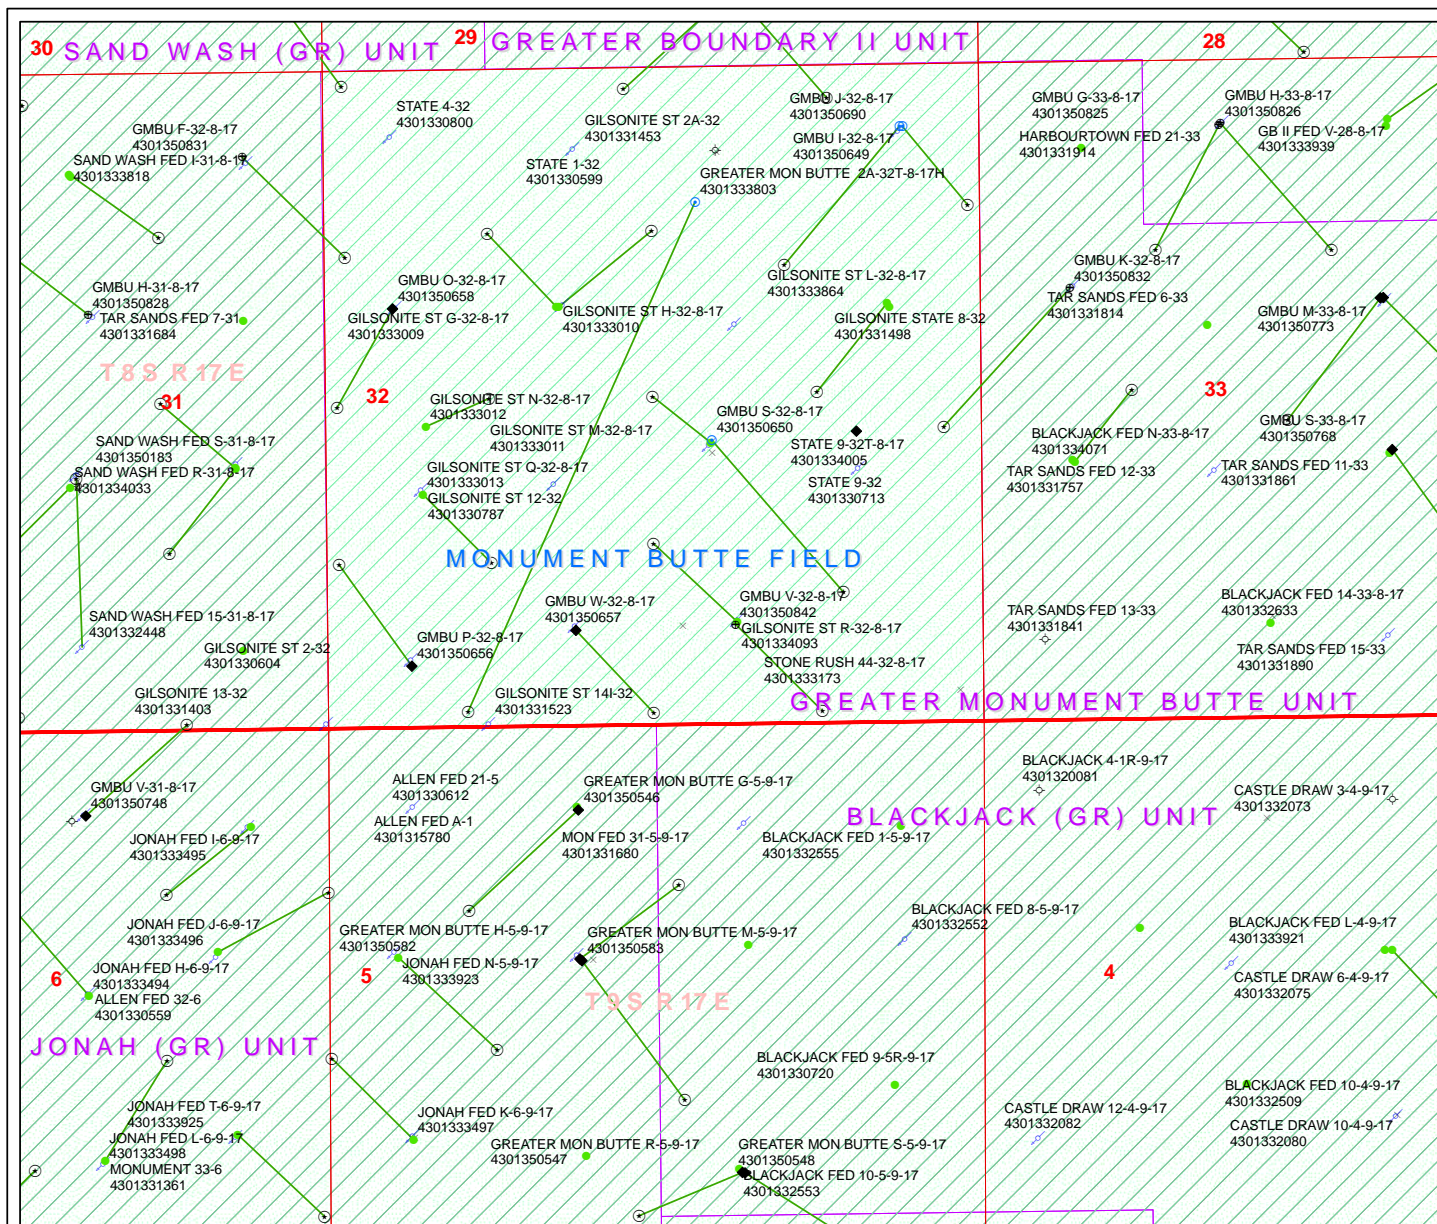 30
SAND WASH (GR) UNIT
29
GREATER BOUNDARY II UNIT
28
STATE 4-32
4301330800
GILSONITE ST 2A-32
4301331453
GMBU J-32-8-17
4301350690
GMBU G-33-8-17
4301350825
GMBU H-33-8-17
4301350826
GMBU F-32-8-17
4301350831
SAND WASH FED I-31-8-17
4301333818
STATE 1-32
4301330599
GMBU I-32-8-17
4301350649
HARBOURTOWN FED 21-33
4301331914
GB II FED V-28-8-17
4301333939
GREATER MON BUTTE 2A-32T-8-17H
4301333803
GMBU H-31-8-17
4301350828
TAR SANDS FED 7-31
4301331684
GMBU O-32-8-17
4301350658
GILSONITE ST G-32-8-17
4301333009
GILSONITE ST H-32-8-17
4301333010
GILSONITE ST L-32-8-17
4301333864
GILSONITE STATE 8-32
4301331498
GMBU K-32-8-17
4301350832
TAR SANDS FED 6-33
4301331814
GMBU M-33-8-17
4301350773
T8S R17E
31
32
33
GILSONITE ST N-32-8-17
4301333012
GILSONITE ST M-32-8-17
4301333011
GMBU S-32-8-17
4301350650
GMBU S-33-8-17
4301350768
SAND WASH FED S-31-8-17
4301350183
SAND WASH FED R-31-8-17
4301334033
GILSONITE ST Q-32-8-17
4301333013
GILSONITE ST 12-32
4301330787
STATE 9-32T-8-17
4301334005
STATE 9-32
4301330713
BLACKJACK FED N-33-8-17
4301334071
TAR SANDS FED 12-33
4301331757
TAR SANDS FED 11-33
4301331861
MONUMENT BUTTE FIELD
SAND WASH FED 15-31-8-17
4301332448
GILSONITE ST 2-32
4301330604
GMBU W-32-8-17
4301350657
GMBU P-32-8-17
4301350656
GMBU V-32-8-17
4301350842
GILSONITE ST R-32-8-17
4301334093
STONE RUSH 44-32-8-17
4301333173
TAR SANDS FED 13-33
4301331841
BLACKJACK FED 14-33-8-17
4301332633
TAR SANDS FED 15-33
4301331890
GILSONITE 13-32
4301331403
GILSONITE ST 14I-32
4301331523
GREATER MONUMENT BUTTE UNIT
GMBU V-31-8-17
4301350748
ALLEN FED 21-5
4301330612
ALLEN FED A-1
4301315780
GREATER MON BUTTE G-5-9-17
4301350546
MON FED 31-5-9-17
4301331680
BLACKJACK 4-1R-9-17
4301320081
CASTLE DRAW 3-4-9-17
4301332073
BLACKJACK (GR) UNIT
JONAH FED I-6-9-17
4301333495
BLACKJACK FED 1-5-9-17
4301332555
JONAH FED J-6-9-17
4301333496
GREATER MON BUTTE H-5-9-17
4301350582
JONAH FED N-5-9-17
4301333923
GREATER MON BUTTE M-5-9-17
4301350583
BLACKJACK FED 8-5-9-17
4301332552
BLACKJACK FED L-4-9-17
4301333921
CASTLE DRAW 6-4-9-17
4301332075
6
5
4
JONAH FED H-6-9-17
4301333494
ALLEN FED 32-6
4301330559
T9S R17E
JONAH (GR) UNIT
BLACKJACK FED 9-5R-9-17
4301330720
BLACKJACK FED 10-4-9-17
4301332509
JONAH FED T-6-9-17
4301333925
JONAH FED L-6-9-17
4301333498
MONUMENT 33-6
4301331361
JONAH FED K-6-9-17
4301333497
GREATER MON BUTTE R-5-9-17
4301350547
GREATER MON BUTTE S-5-9-17
4301350548
BLACKJACK FED 10-5-9-17
4301332553
CASTLE DRAW 12-4-9-17
4301332082
CASTLE DRAW 10-4-9-17
4301332080